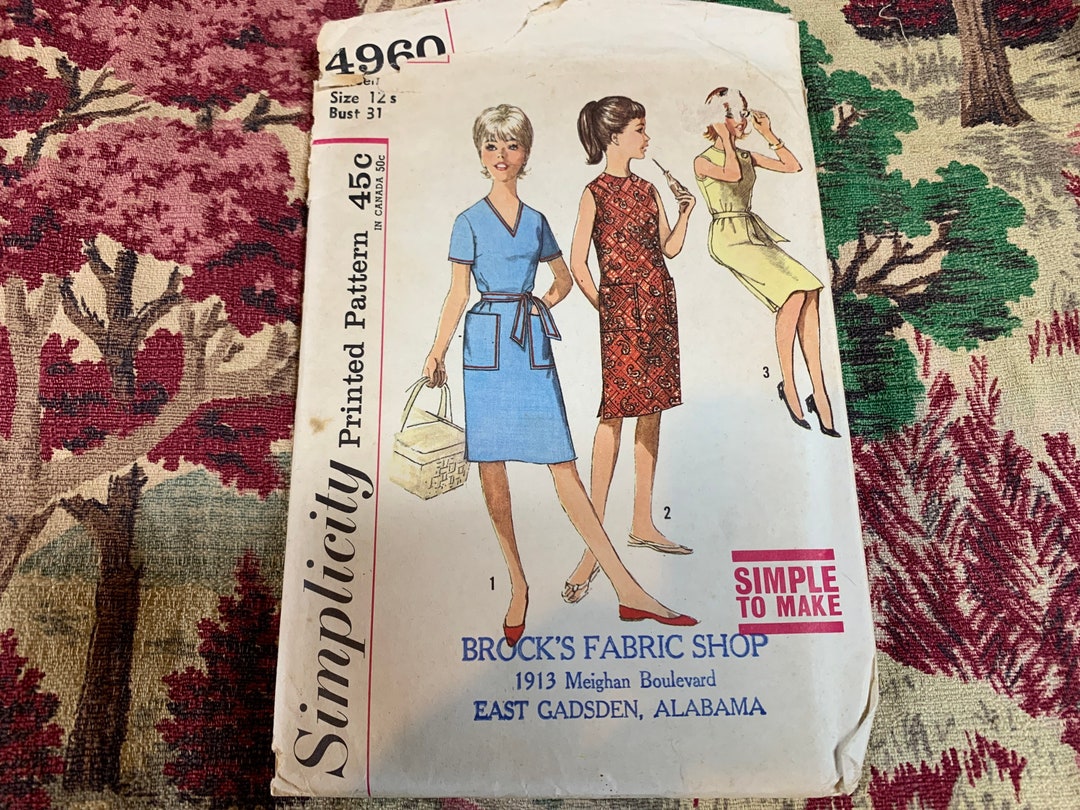 4960
Size 12s
Bust 31
Simplicity Printed Pattern 45c
IN CANADA 50c
1
2
3
SIMPLE
TO MAKE
BROCK'S FABRIC SHOP
1913 Meighan Boulevard
EAST GADSDEN, ALABAMA